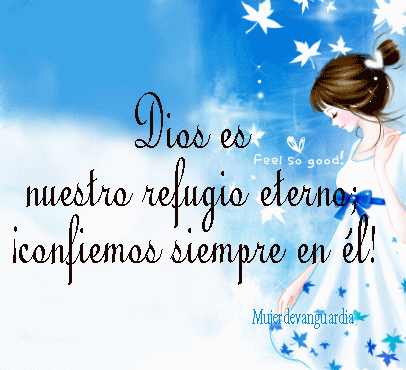 Dios es
Feel so good!
nuestro refugio eterno;
¡confiemos siempre en él!
Mujerdevanguardia